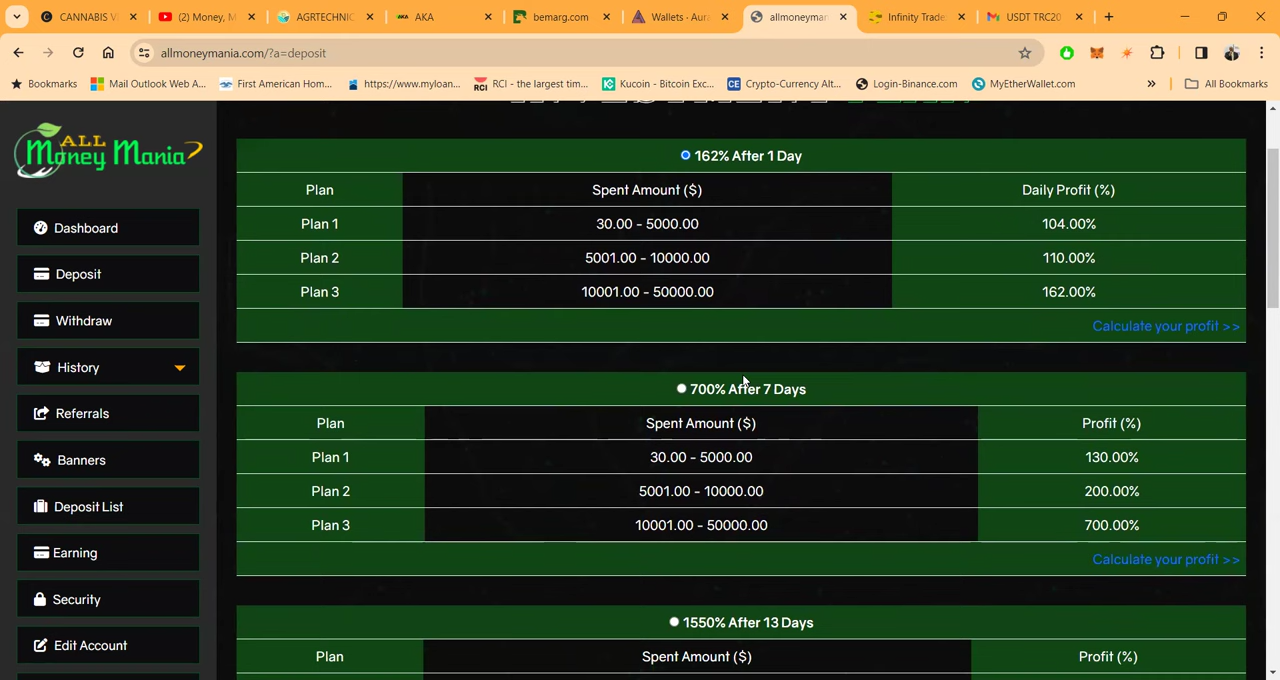 CANNABIS V
(2) Money, M
AGRTECHNIC
AKA
bemarg.com
Wallets - Aura
allmoneyman
Infinity Trade
USDT TRC20
allmoneymania.com/?a=deposit
Bookmarks
Mail Outlook Web A...
First American Hom...
https://www.myloan...
RCI - the largest tim...
Kucoin - Bitcoin Exc...
Crypto-Currency Alt...
Login-Binance.com
MyEtherWallet.com
»
All Bookmarks
ALL
Money Mania
Dashboard
Deposit
Withdraw
History
Referrals
Banners
Deposit List
Earning
Security
Edit Account
162% After 1 Day
Plan Spent Amount ($) Daily Profit (%)
Plan 1 30.00 - 5000.00 104.00%
Plan 2 5001.00 - 10000.00 110.00%
Plan 3 10001.00 - 50000.00 162.00%
Calculate your profit >>
700% After 7 Days
Plan Spent Amount ($) Profit (%)
Plan 1 30.00 - 5000.00 130.00%
Plan 2 5001.00 - 10000.00 200.00%
Plan 3 10001.00 - 50000.00 700.00%
Calculate your profit >>
1550% After 13 Days
Plan Spent Amount ($) Profit (%)